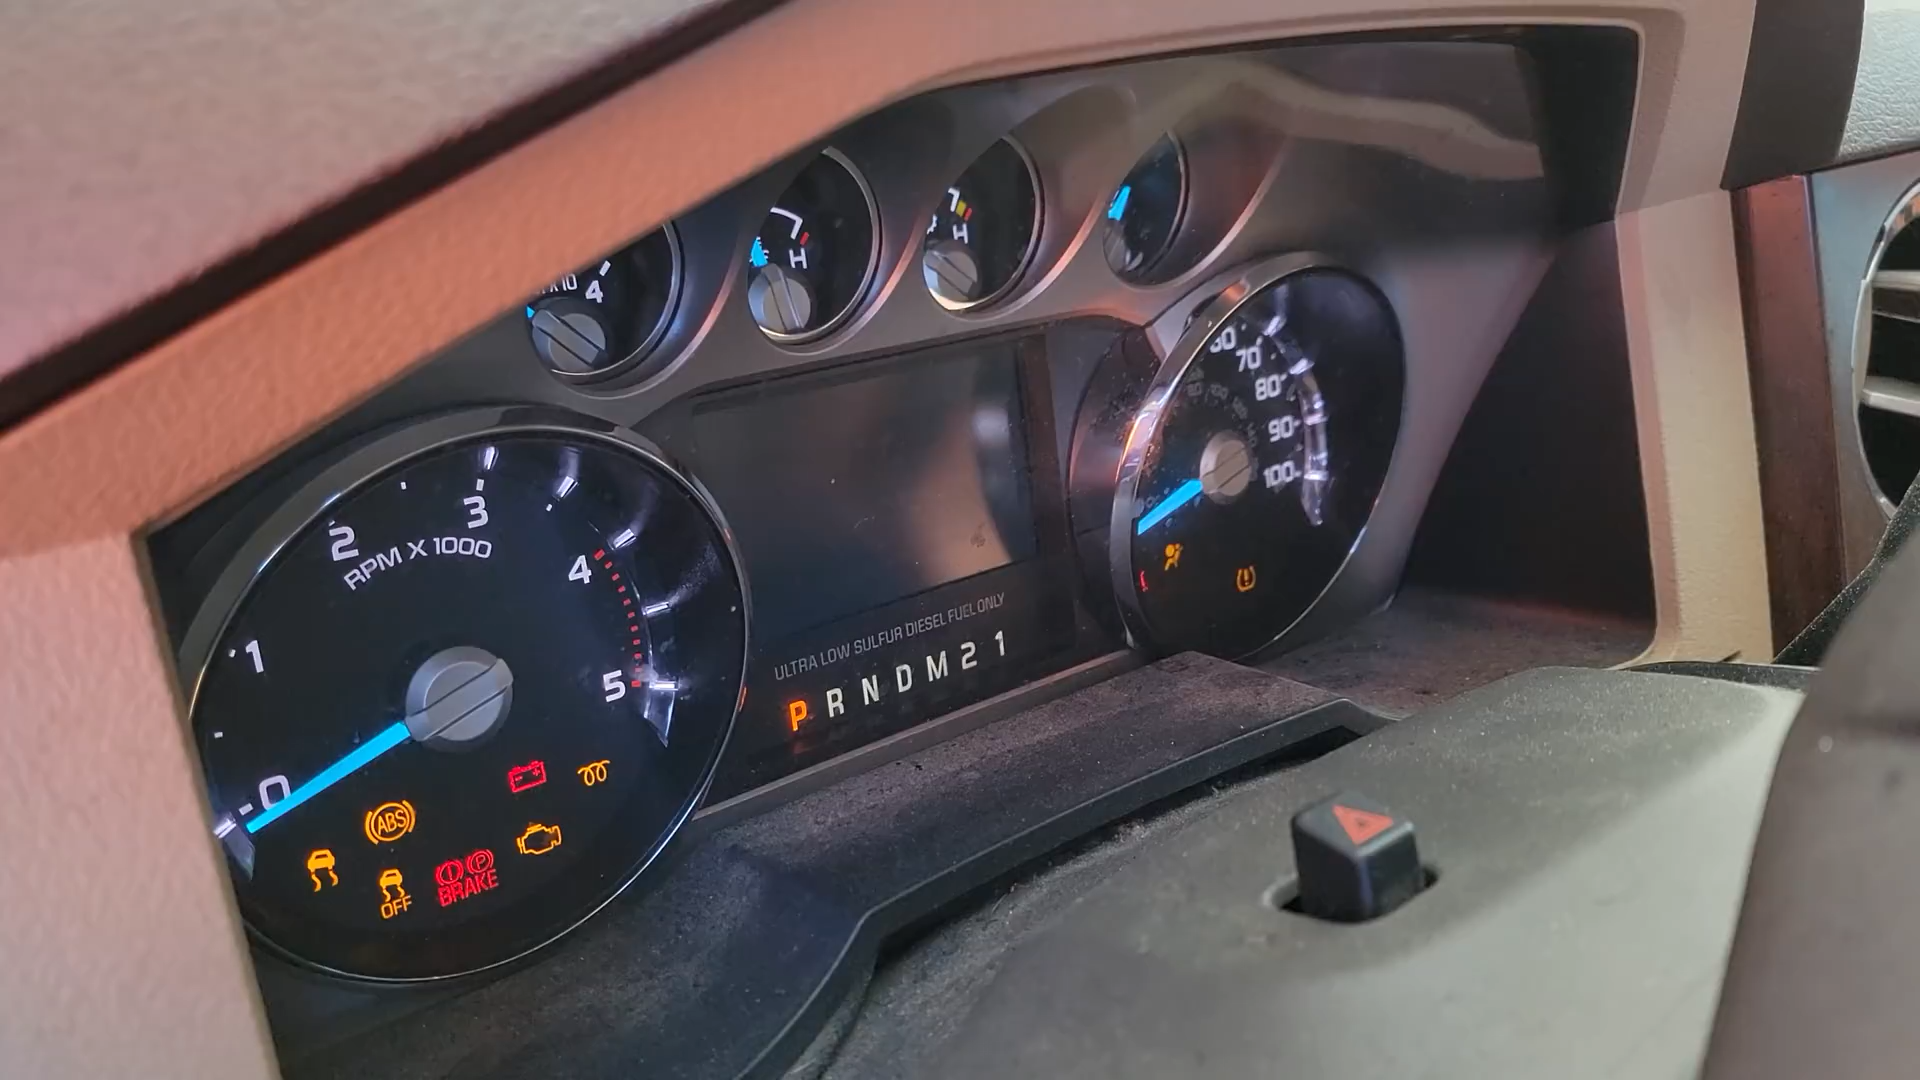 X10 4
H
H
2 3
RPM X 1000
4
1
5
0
ABS
OFF
BRAKE
P
ULTRA LOW SULFUR DIESEL FUEL ONLY
P R N D M 2 1
70
80
90
100